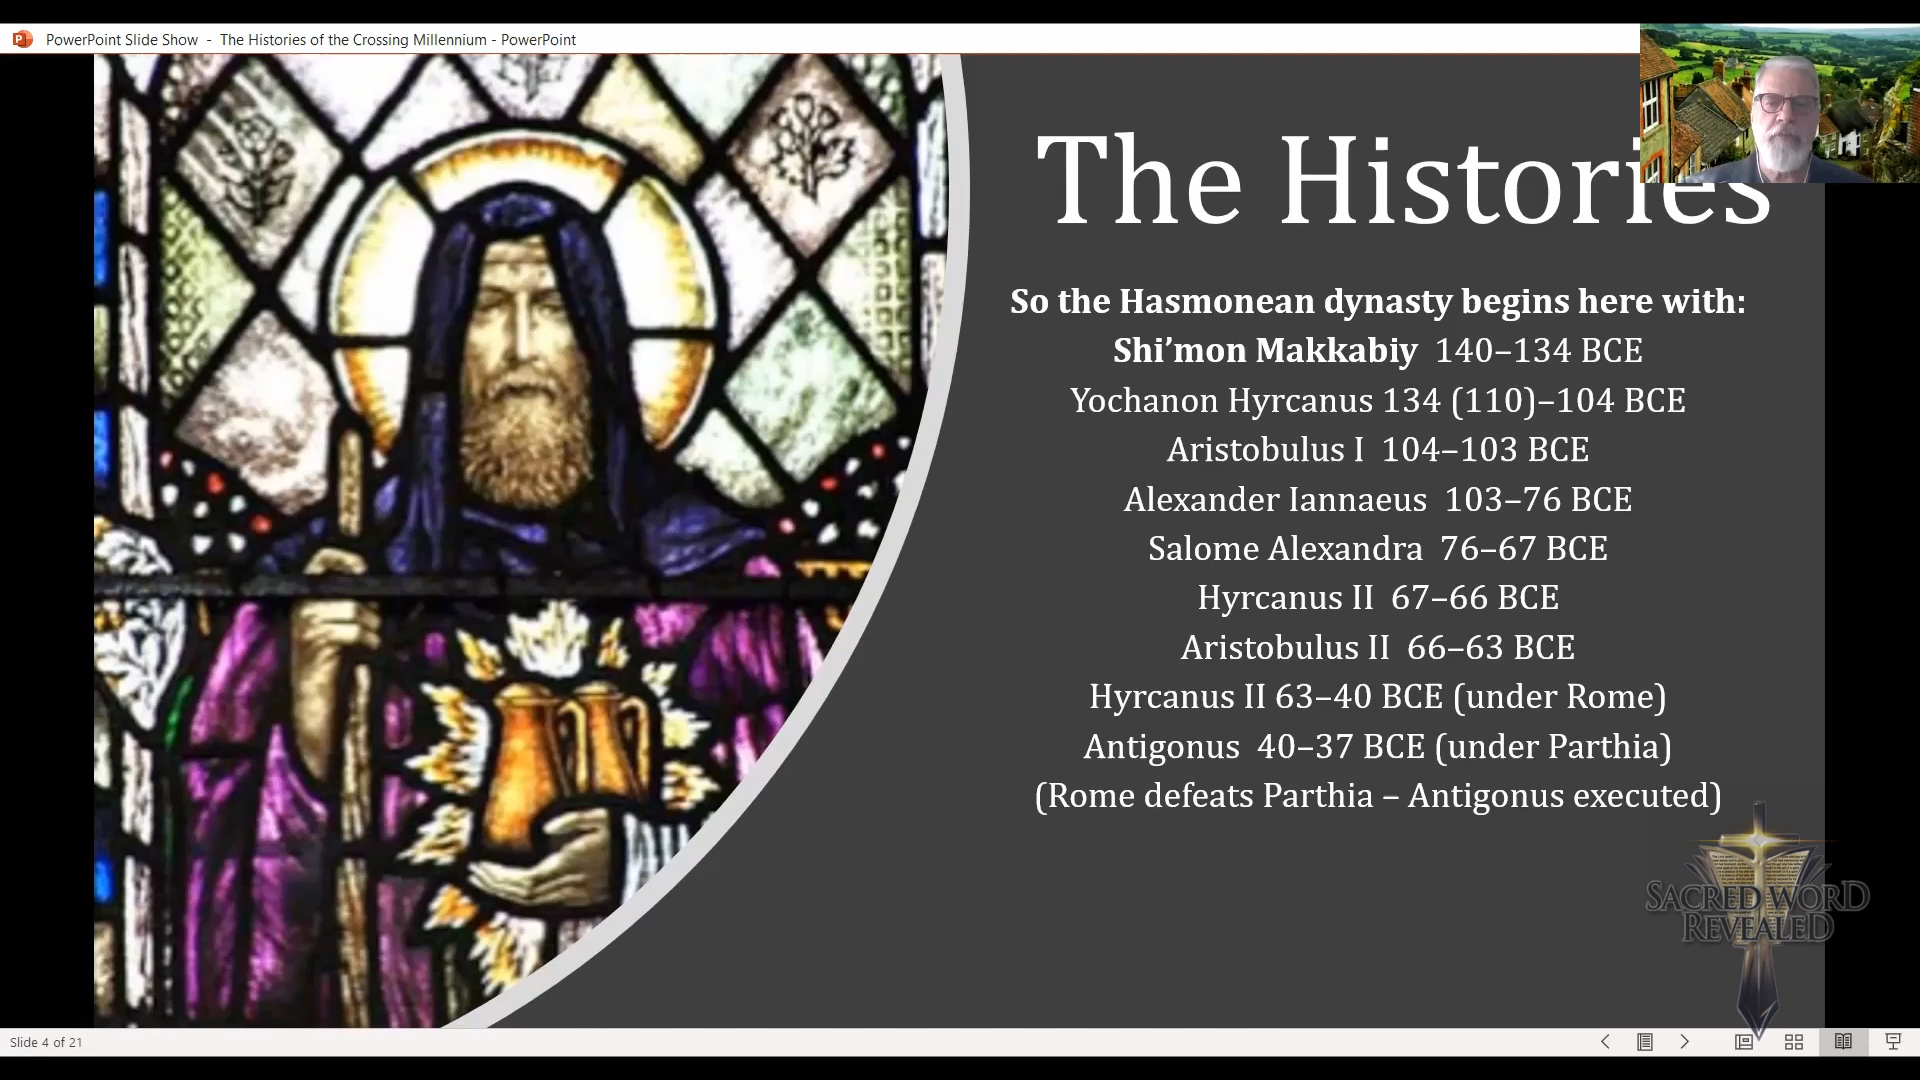 PowerPoint Slide Show - The Histories of the Crossing Millennium - PowerPoint
The Histories
So the Hasmonean dynasty begins here with:
Shi’mon Makkabiy 140–134 BCE
Yochanon Hyrcanus 134 (110)–104 BCE
Aristobulus I 104–103 BCE
Alexander Iannaeus 103–76 BCE
Salome Alexandra 76–67 BCE
Hyrcanus II 67–66 BCE
Aristobulus II 66–63 BCE
Hyrcanus II 63–40 BCE (under Rome)
Antigonus 40–37 BCE (under Parthia)
(Rome defeats Parthia – Antigonus executed)
SACRED WORD
REVEALED
Slide 4 of 21